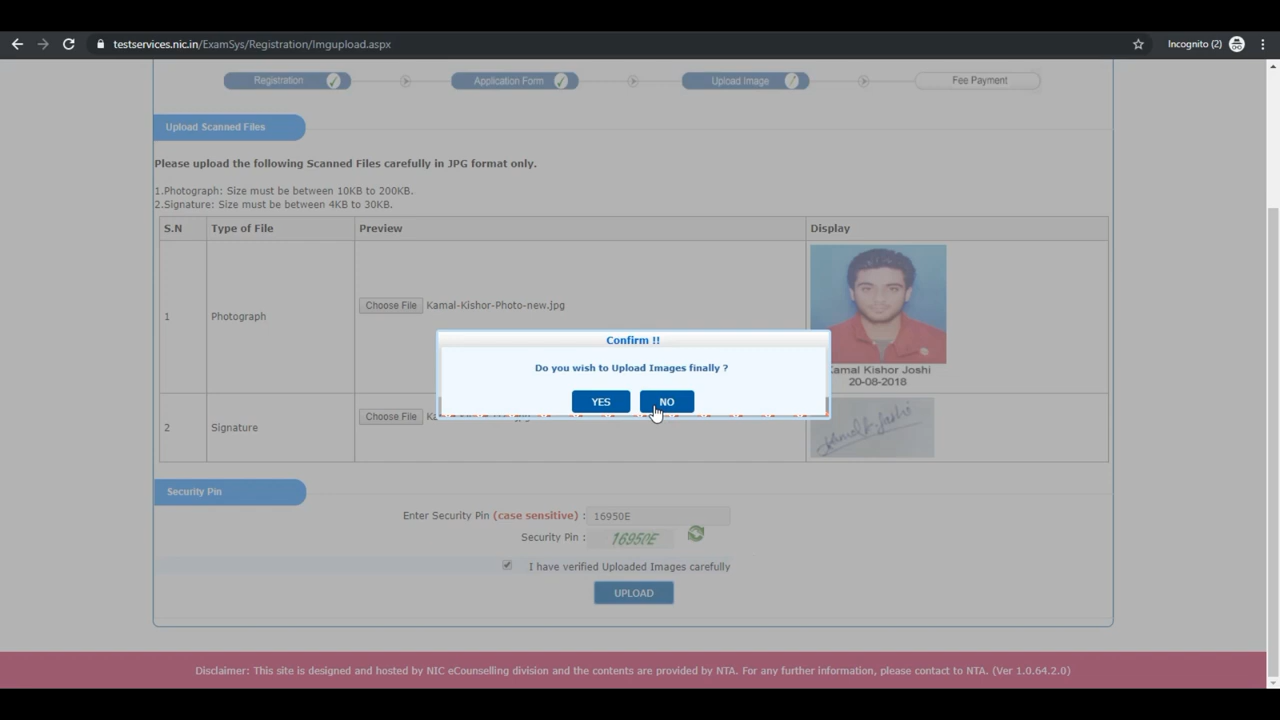 testservices.nic.in/ExamSys/Registration/Imgupload.aspx
Incognito (2)
Registration
Application Form
Upload Image
Fee Payment
Upload Scanned Files
Please upload the following Scanned Files carefully in JPG format only.
1.Photograph: Size must be between 10KB to 200KB.
2.Signature: Size must be between 4KB to 30KB.
S.N Type of File Preview Display
1 Photograph Choose File Kamal-Kishor-Photo-new.jpg
Kamal Kishor Joshi
20-08-2018
Confirm !!
Do you wish to Upload Images finally ?
YES NO
2 Signature Choose File
Kamal K. Joshi
Security Pin
Enter Security Pin (case sensitive) : 16950E
Security Pin : 16950E
I have verified Uploaded Images carefully
UPLOAD
Disclaimer: This site is designed and hosted by NIC eCounselling division and the contents are provided by NTA. For any further information, please contact to NTA. (Ver 1.0.64.2.0)